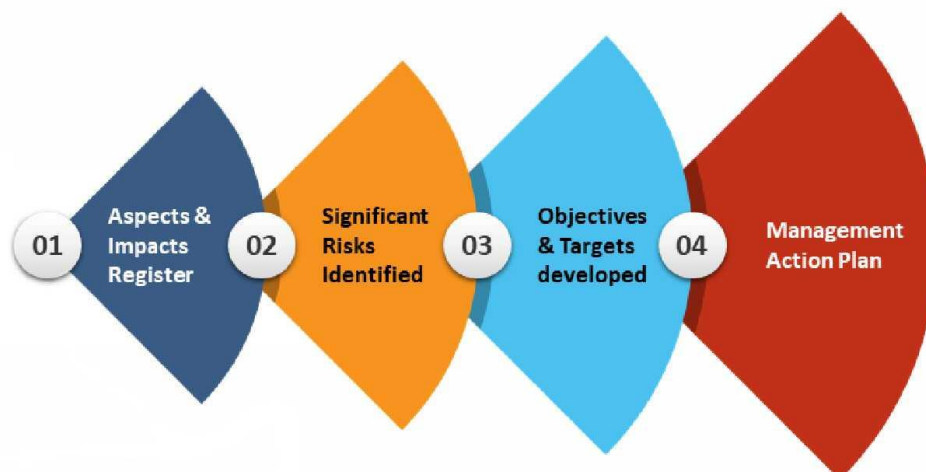 01
Aspects &
Impacts
Register
02
Significant
Risks
Identified
03
Objectives
& Targets
developed
04
Management
Action Plan